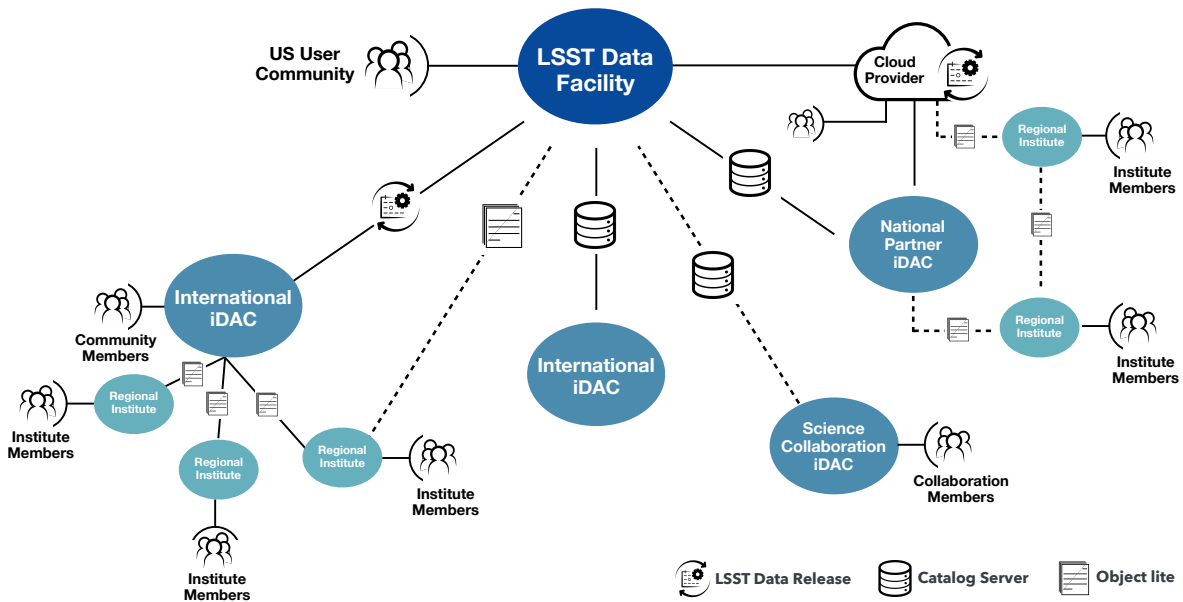 US User
Community
LSST Data
Facility
Cloud
Provider
Regional
Institute
Institute
Members
National
Partner
iDAC
International
iDAC
Community
Members
Regional
Institute
Institute
Members
International
iDAC
Regional
Institute
Institute
Members
Regional
Institute
Institute
Members
Regional
Institute
Institute
Members
Science
Collaboration
iDAC
Collaboration
Members
LSST Data Release
Catalog Server
Object lite